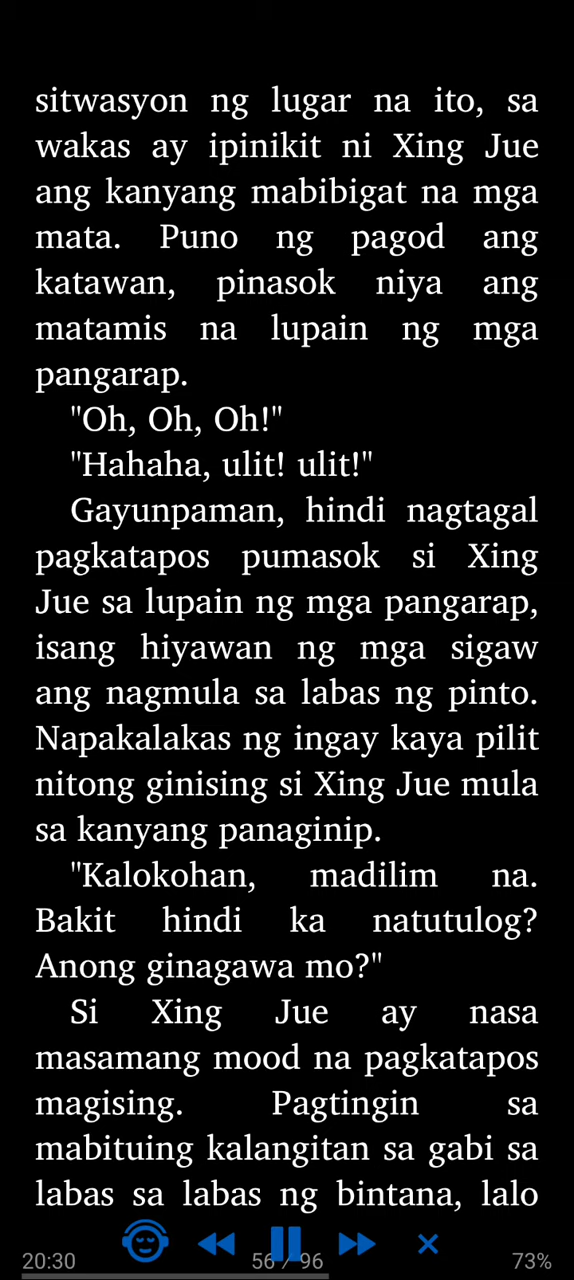 sitwasyon ng lugar na ito, sa
wakas ay ipinikit ni Xing Jue
ang kanyang mabibigat na mga
mata. Puno ng pagod ang
katawan, pinasok niya ang
matamis na lupain ng mga
pangarap.
"Oh, Oh, Oh!"
"Hahaha, ulit! ulit!"
Gayunpaman, hindi nagtagal
pagkatapos pumasok si Xing
Jue sa lupain ng mga pangarap,
isang hiyawan ng mga sigaw
ang nagmula sa labas ng pinto.
Napakalakas ng ingay kaya pilit
nitong ginising si Xing Jue mula
sa kanyang panaginip.
"Kalokohan, madilim na.
Bakit hindi ka natutulog?
Anong ginagawa mo?"
Si Xing Jue ay nasa
masamang mood na pagkatapos
magising. Pagtingin sa
mabituing kalangitan sa gabi sa
labas sa labas ng bintana, lalo
20:30 56 / 96 73%